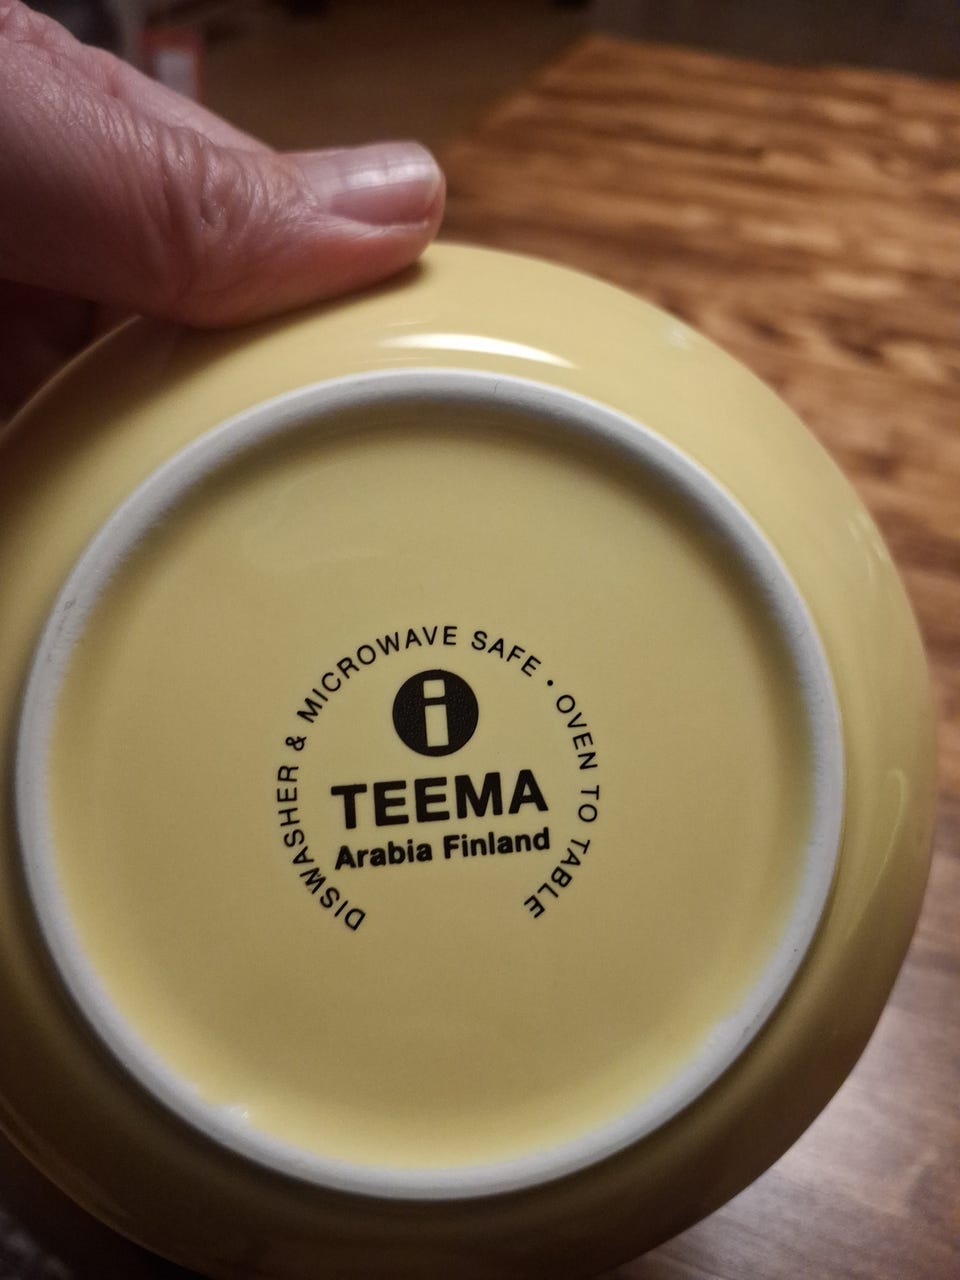 DISWASHER & MICROWAVE SAFE · OVEN TO TABLE
i
TEEMA
Arabia Finland